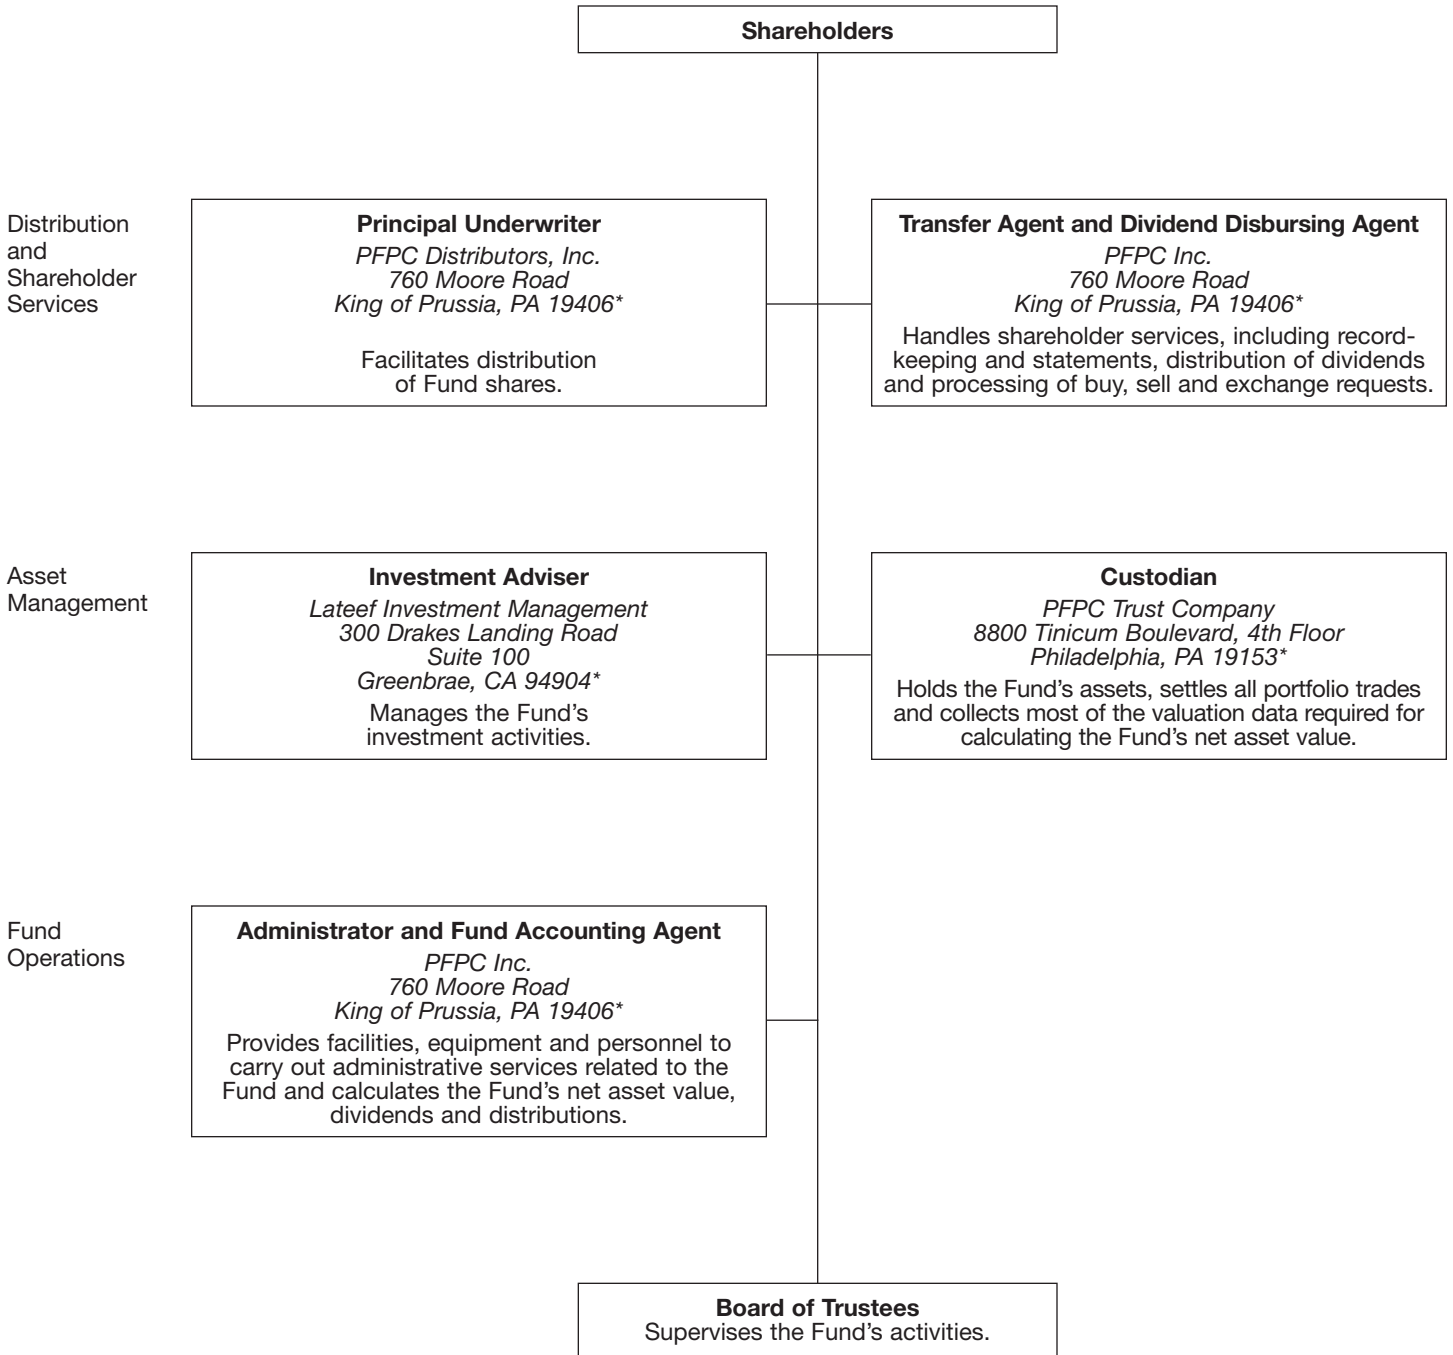 Shareholders
Distribution
and
Shareholder
Services
Principal Underwriter
PFPC Distributors, Inc.
760 Moore Road
King of Prussia, PA 19406*
Facilitates distribution
of Fund shares.
Transfer Agent and Dividend Disbursing Agent
PFPC Inc.
760 Moore Road
King of Prussia, PA 19406*
Handles shareholder services, including record-
keeping and statements, distribution of dividends
and processing of buy, sell and exchange requests.
Asset
Management
Investment Adviser
Lateef Investment Management
300 Drakes Landing Road
Suite 100
Greenbrae, CA 94904*
Manages the Fund's
investment activities.
Custodian
PFPC Trust Company
8800 Tinicum Boulevard, 4th Floor
Philadelphia, PA 19153*
Holds the Fund's assets, settles all portfolio trades
and collects most of the valuation data required for
calculating the Fund's net asset value.
Fund
Operations
Administrator and Fund Accounting Agent
PFPC Inc.
760 Moore Road
King of Prussia, PA 19406*
Provides facilities, equipment and personnel to
carry out administrative services related to the
Fund and calculates the Fund's net asset value,
dividends and distributions.
Board of Trustees
Supervises the Fund's activities.